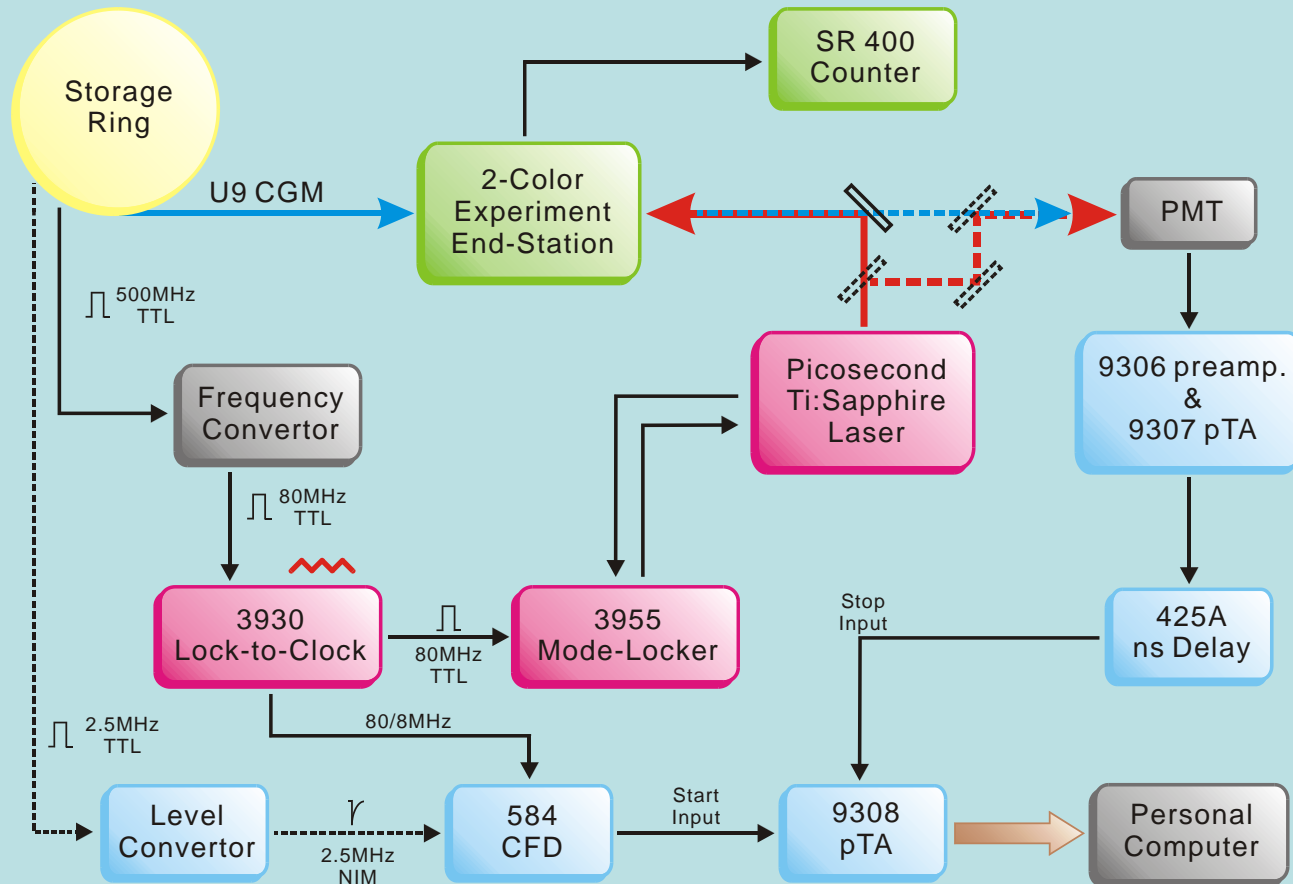 SR 400
Counter
Storage
Ring
U9 CGM
2-Color
Experiment
End-Station
PMT
500MHz
TTL
Frequency
Convertor
Picosecond
Ti:Sapphire
Laser
9306 preamp.
&
9307 pTA
80MHz
TTL
3930
Lock-to-Clock
80MHz
TTL
3955
Mode-Locker
Stop
Input
425A
ns Delay
2.5MHz
TTL
80/8MHz
Level
Convertor
2.5MHz
NIM
584
CFD
Start
Input
9308
pTA
Personal
Computer